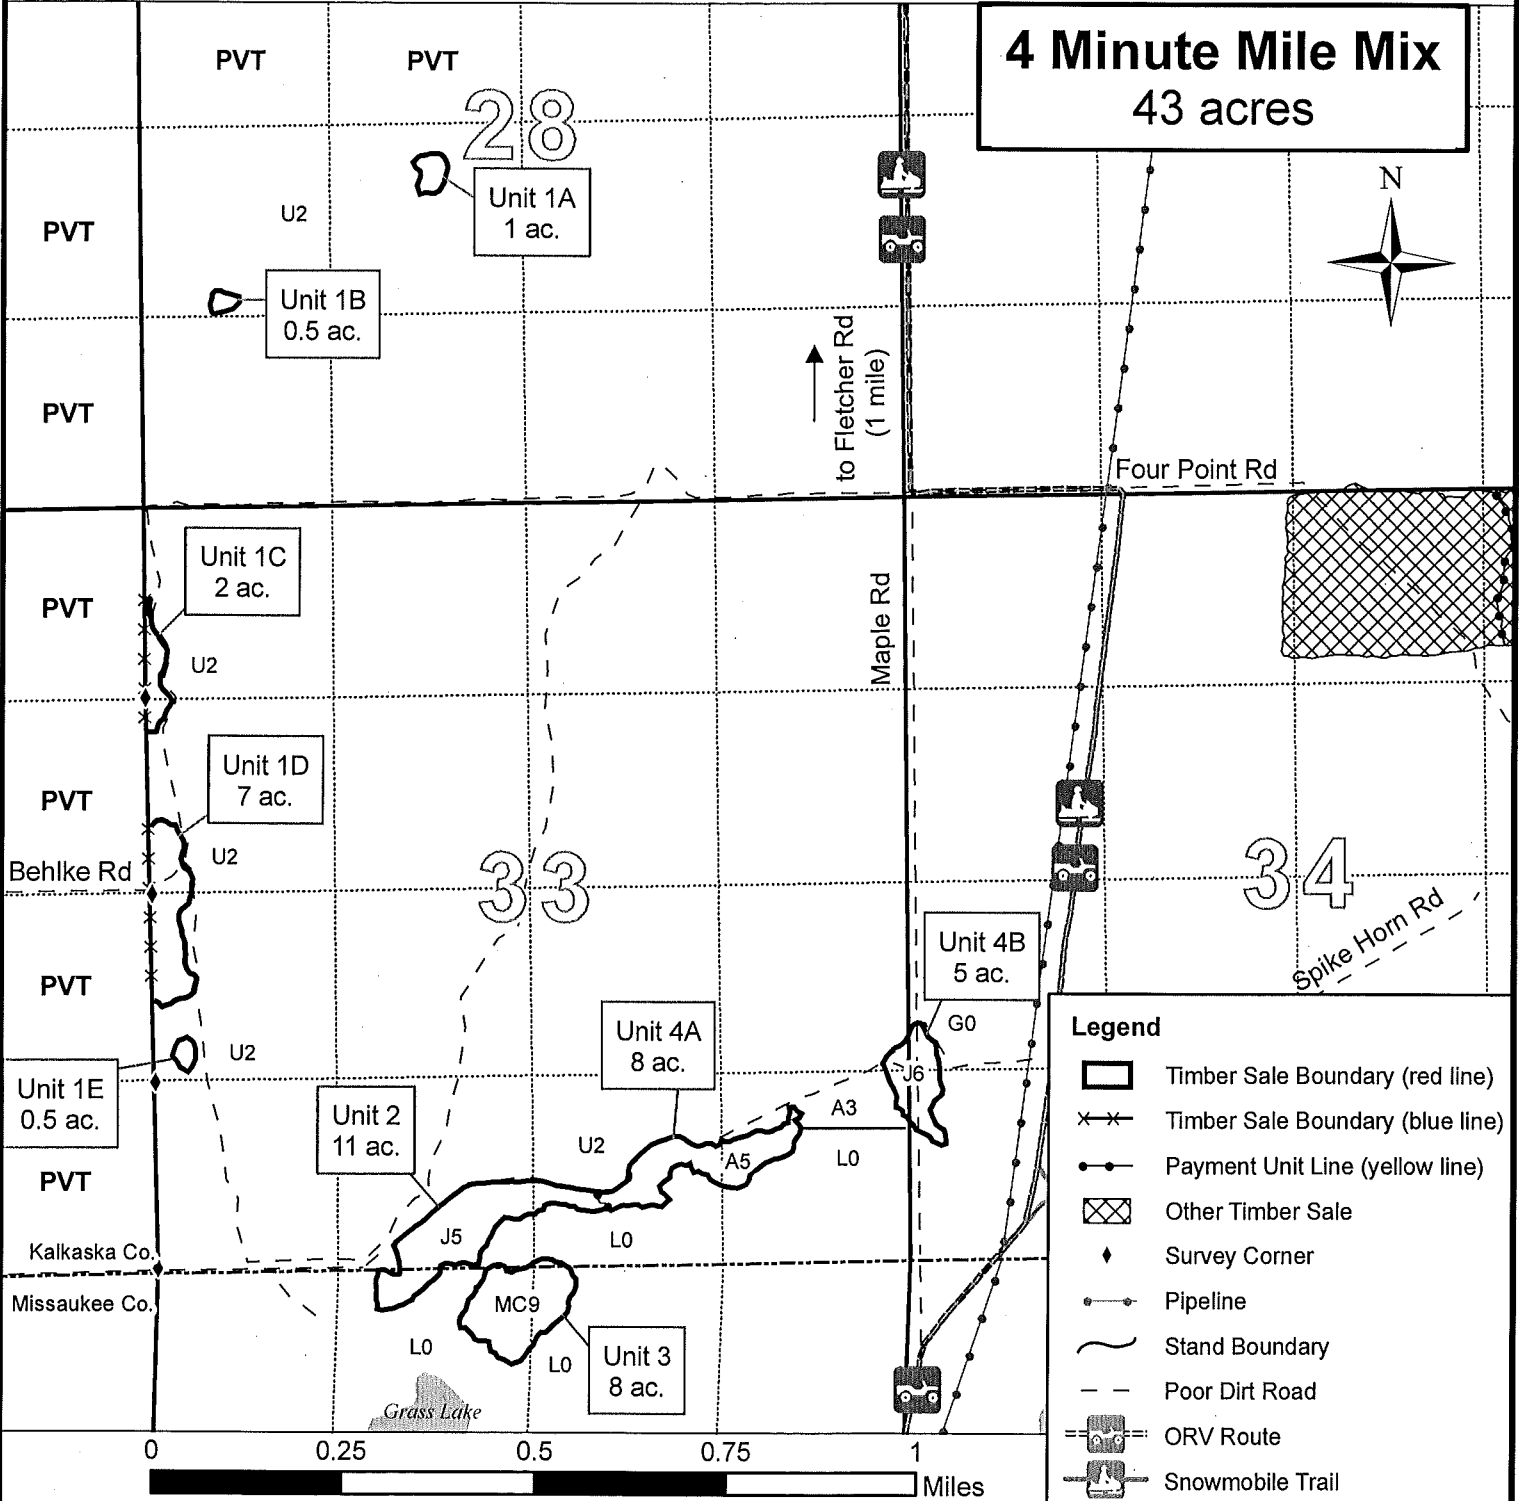 4 Minute Mile Mix
43 acres
PVT
PVT
28
Unit 1A
1 ac.
N
U2
PVT
Unit 1B
0.5 ac.
to Fletcher Rd
(1 mile)
PVT
Four Point Rd
Unit 1C
2 ac.
PVT
Maple Rd
U2
Unit 1D
7 ac.
PVT
U2
Behlke Rd
33
34
Spike Horn Rd
Unit 4B
5 ac.
PVT
G0
Unit 4A
8 ac.
U2
J6
Unit 1E
0.5 ac.
Unit 2
11 ac.
A3
U2
A5
L0
PVT
J5
L0
Kalkaska Co.
Missaukee Co.
MC9
L0
L0
Unit 3
8 ac.
Grass Lake
0
0.25
0.5
0.75
1
Miles
Legend
Timber Sale Boundary (red line)
Timber Sale Boundary (blue line)
Payment Unit Line (yellow line)
Other Timber Sale
Survey Corner
Pipeline
Stand Boundary
Poor Dirt Road
ORV Route
Snowmobile Trail